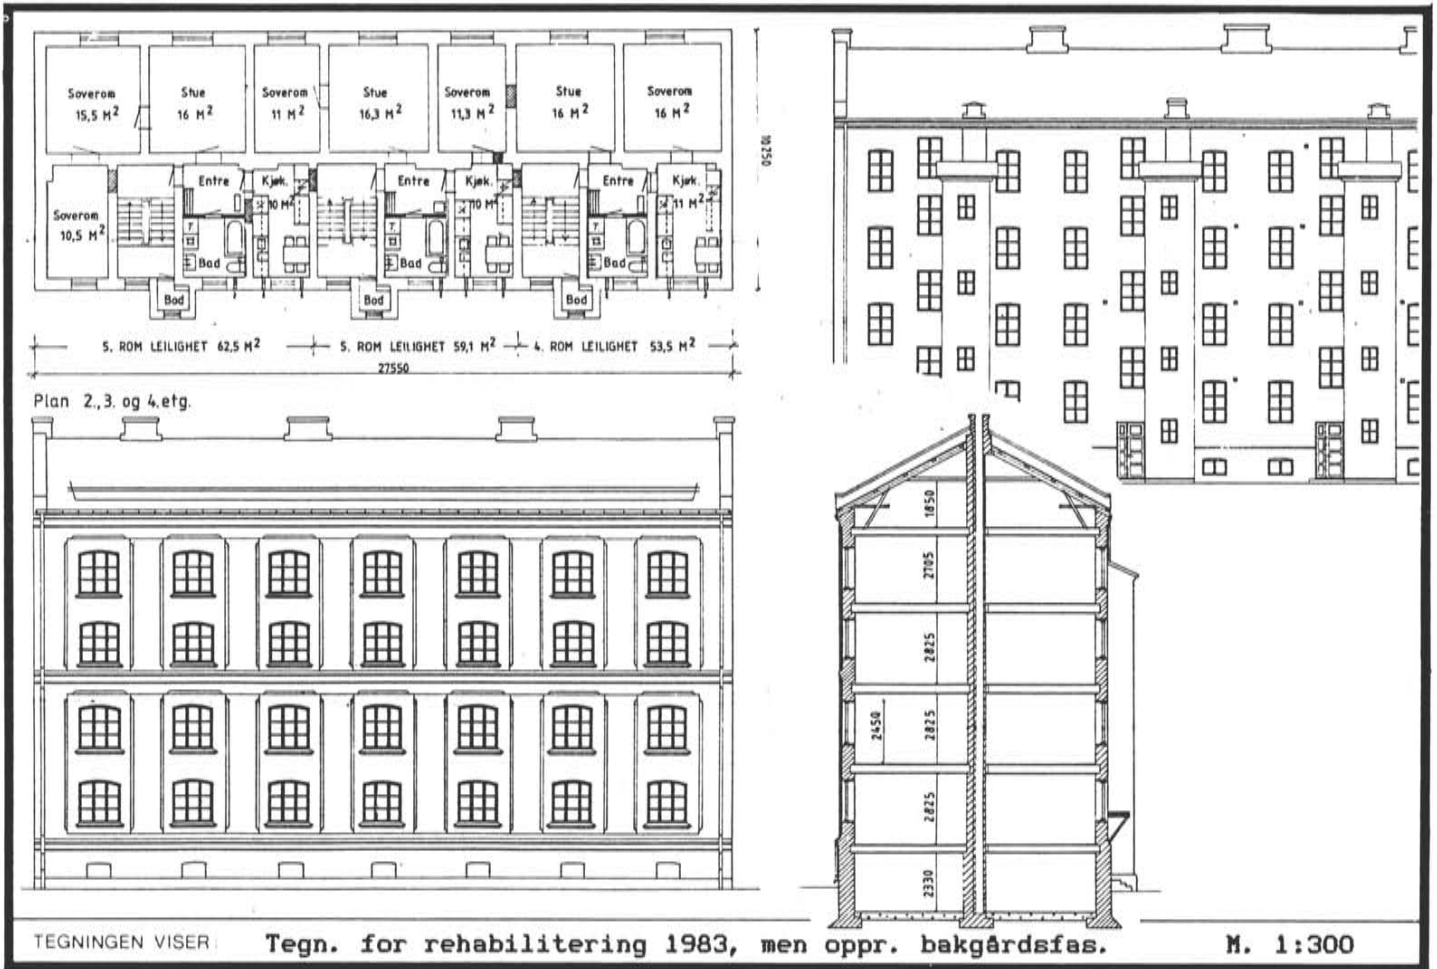 Soverom
15,5 M²
Stue
16 M²
Soverom
11 M²
Stue
16,3 M²
Soverom
11,3 M²
Stue
16 M²
Soverom
16 M²
10250
Soverom
10,5 M²
Entre
Kjøk.
10 M²
Entre
Kjøk.
10 M²
Entre
Kjøk.
11 M²
T.
Bad
T.
Bad
T.
Bad
Bod
Bod
Bod
5. ROM LEILIGHET 62,5 M²
5. ROM LEILIGHET 59,1 M²
4. ROM LEILIGHET 53,5 M²
27550
Plan 2.,3. og 4.etg.
1850
2705
2825
2450
2825
2825
2330
TEGNINGEN VISER:
Tegn. for rehabilitering 1983, men oppr. bakgårdsfas.
M. 1:300